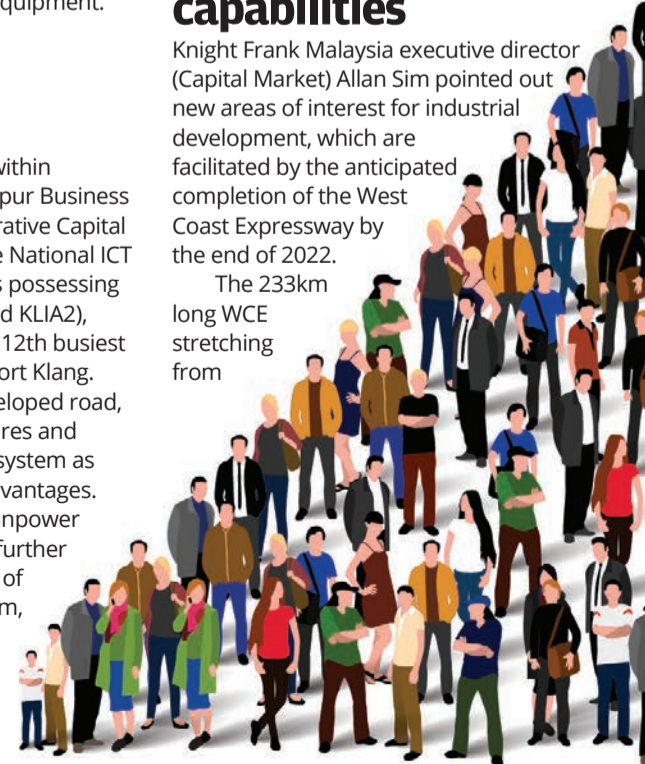 quipment.
within
pur Business
rative Capital
e National ICT
s possessing
d KLIA2),
12th busiest
ort Klang.
eloped road,
res and
system as
vantages.
anpower
further
of
m,
capabilities
Knight Frank Malaysia executive director
(Capital Market) Allan Sim pointed out
new areas of interest for industrial
development, which are
facilitated by the anticipated
completion of the West
Coast Expressway by
the end of 2022.
The 233km
long WCE
stretching
from